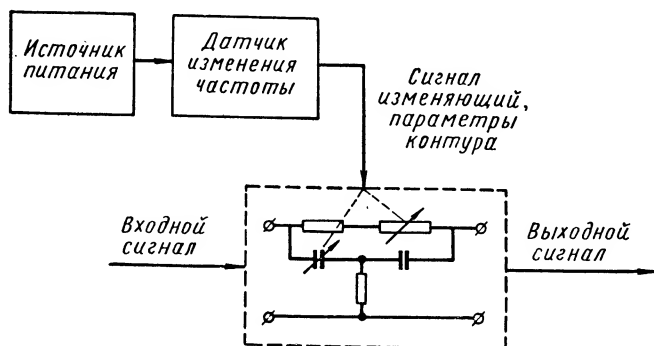 Источник
питания
Датчик
изменения
частоты
Сигнал
изменяющий,
параметры
контура
Входной
сигнал
Выходной
сигнал